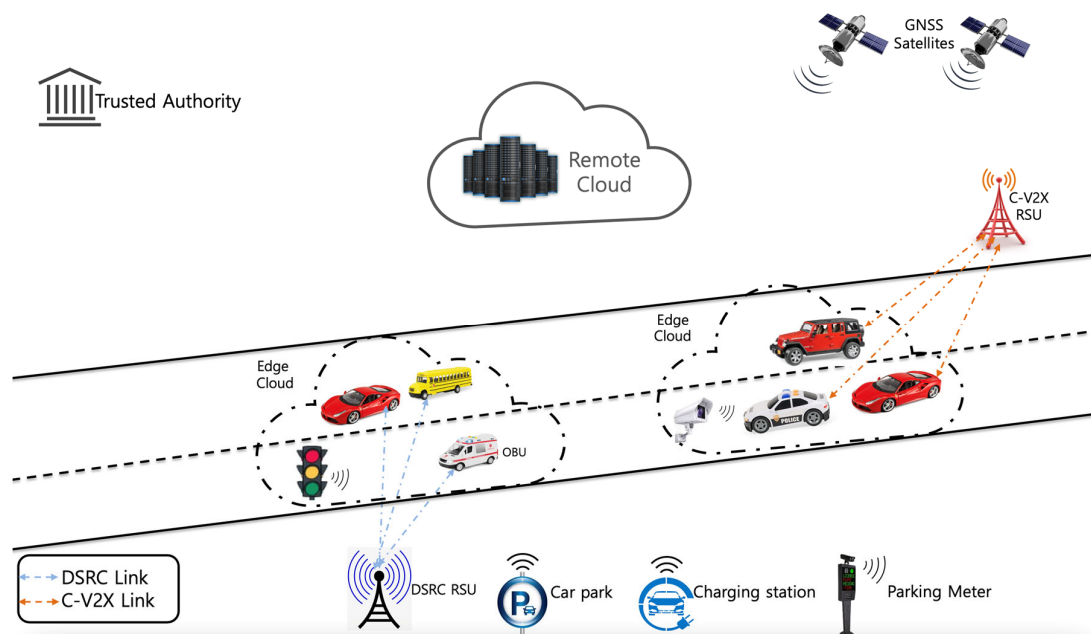 GNSS
Satellites
Trusted Authority
Remote
Cloud
C-V2X
RSU
Edge
Cloud
Edge
Cloud
POLICE
OBU
DSRC Link
C-V2X Link
DSRC RSU
P
Car park
Charging station
Parking Meter